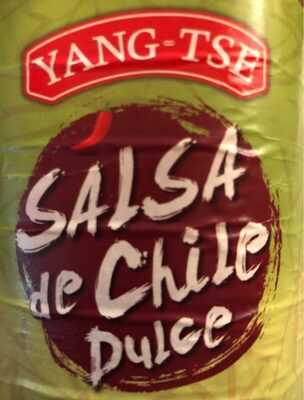 YANG-TSE
SALSA
de Chile
Dulce